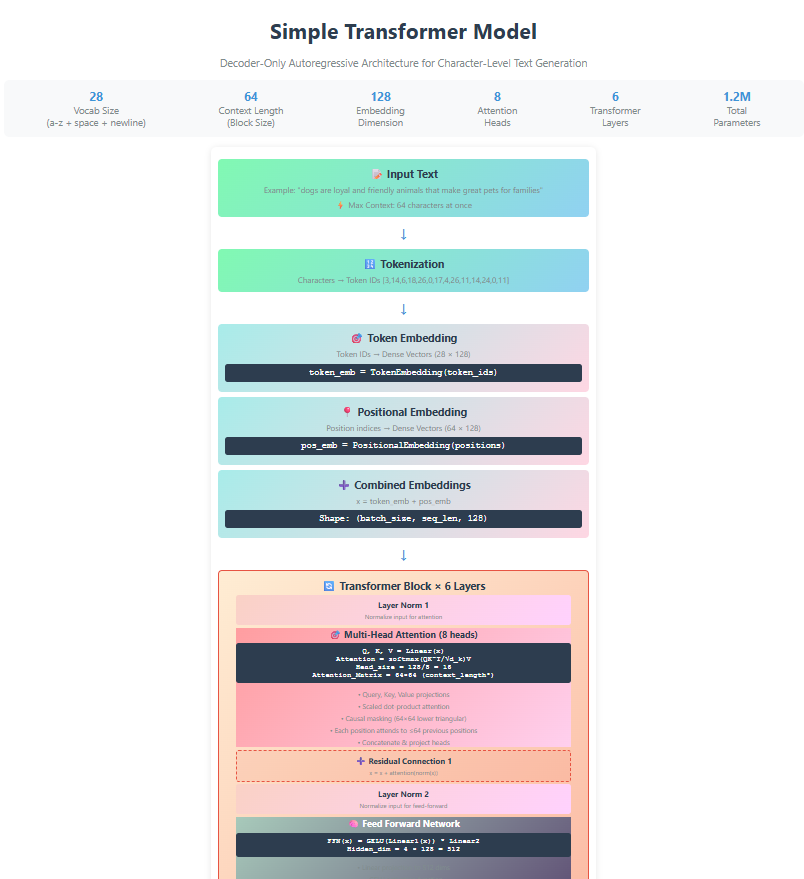 Simple Transformer Model
Decoder-Only Autoregressive Architecture for Character-Level Text Generation
28
Vocab Size
(a-z + space + newline)
64
Context Length
(Block Size)
128
Embedding
Dimension
8
Attention
Heads
6
Transformer
Layers
1.2M
Total
Parameters
Input Text
Example: "dogs are loyal and friendly animals that make great pets for families"
Max Context: 64 characters at once
↓
Tokenization
Characters → Token IDs [3,14,6,18,26,0,17,4,26,11,14,24,0,11]
↓
Token Embedding
Token IDs → Dense Vectors (28 × 128)
token_emb = TokenEmbedding(token_ids)
Positional Embedding
Position indices → Dense Vectors (64 × 128)
pos_emb = PositionalEmbedding(positions)
Combined Embeddings
x = token_emb + pos_emb
Shape: (batch_size, seq_len, 128)
↓
Transformer Block × 6 Layers
Layer Norm 1
Normalize input for attention
Multi-Head Attention (8 heads)
Q, K, V = Linear(x)
Attention = softmax(QK^T/√d_k)V
Head_size = 128/8 = 16
Attention_Matrix = 64×64 (context_length²)
• Query, Key, Value projections
• Scaled dot-product attention
• Causal masking (64×64 lower triangular)
• Each position attends to ≤64 previous positions
• Concatenate & project heads
Residual Connection 1
x = x + attention(norm(x))
Layer Norm 2
Normalize input for feed-forward
Feed Forward Network
FFN(x) = GELU(Linear1(x)) * Linear2
Hidden_dim = 4 × 128 = 512